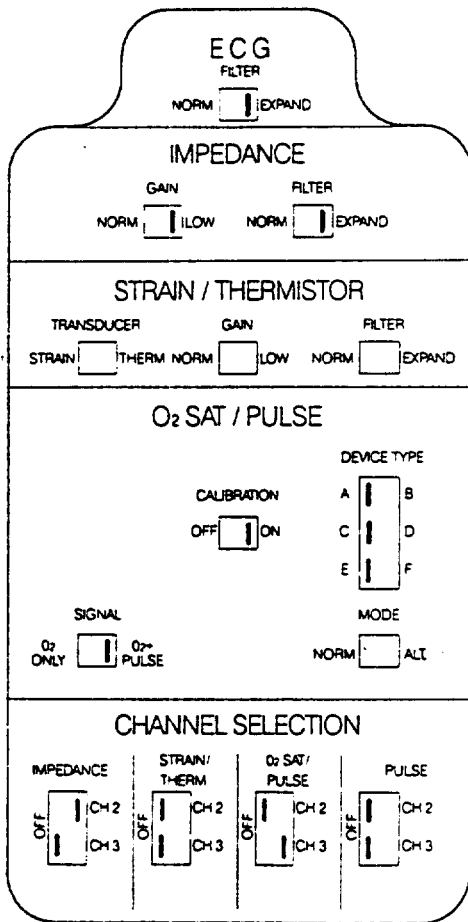 ECG
FILTER
NORM EXPAND
IMPEDANCE
GAIN FILTER
NORM LOW NORM EXPAND
STRAIN / THERMISTOR
TRANSDUCER GAIN FILTER
STRAIN THERM NORM LOW NORM EXPAND
O₂ SAT / PULSE
DEVICE TYPE
CALIBRATION A B
OFF ON C D
E F
SIGNAL MODE
O₂ ONLY O₂+ PULSE NORM ALT.
CHANNEL SELECTION
IMPEDANCE STRAIN/ THERM O₂ SAT/ PULSE PULSE
OFF CH 2 OFF CH 2 OFF CH 2 OFF CH 2
CH 3 CH 3 CH 3 CH 3